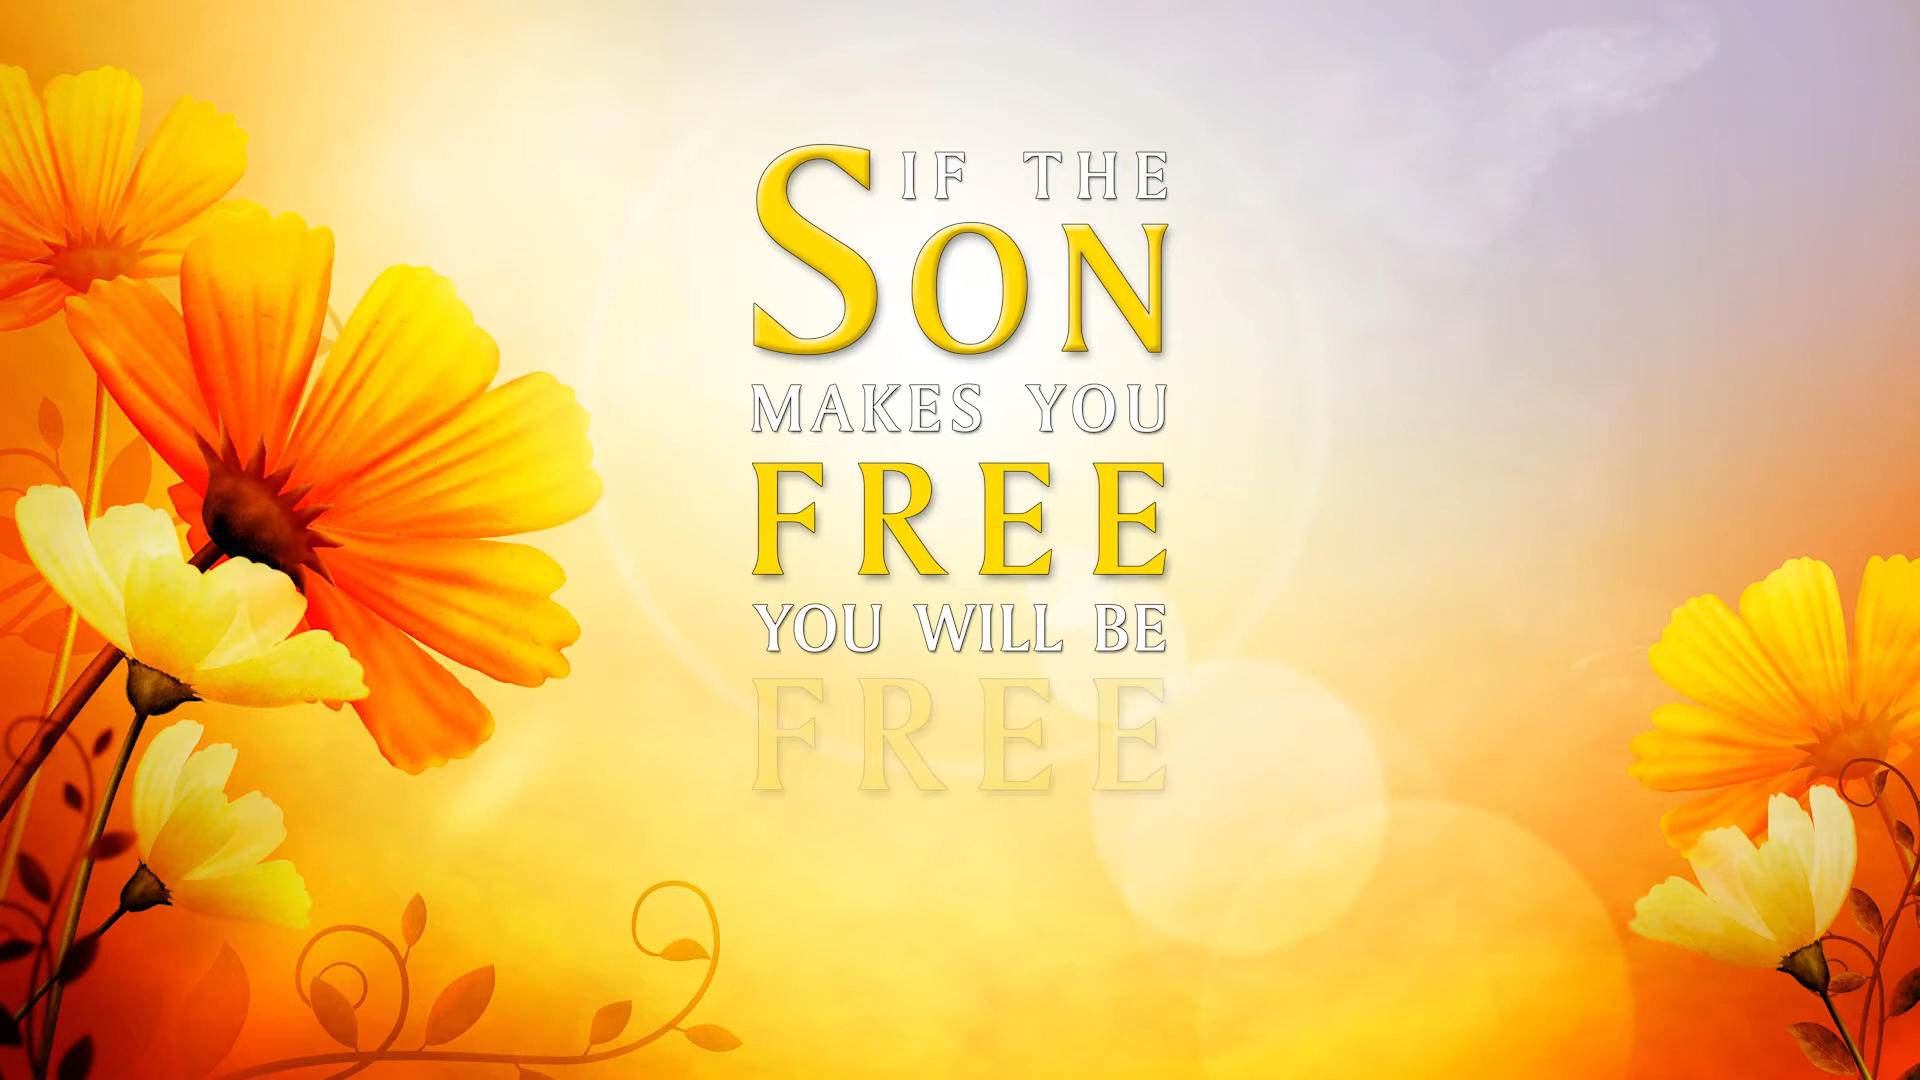 IF THE
SON
MAKES YOU
FREE
YOU WILL BE
FREE